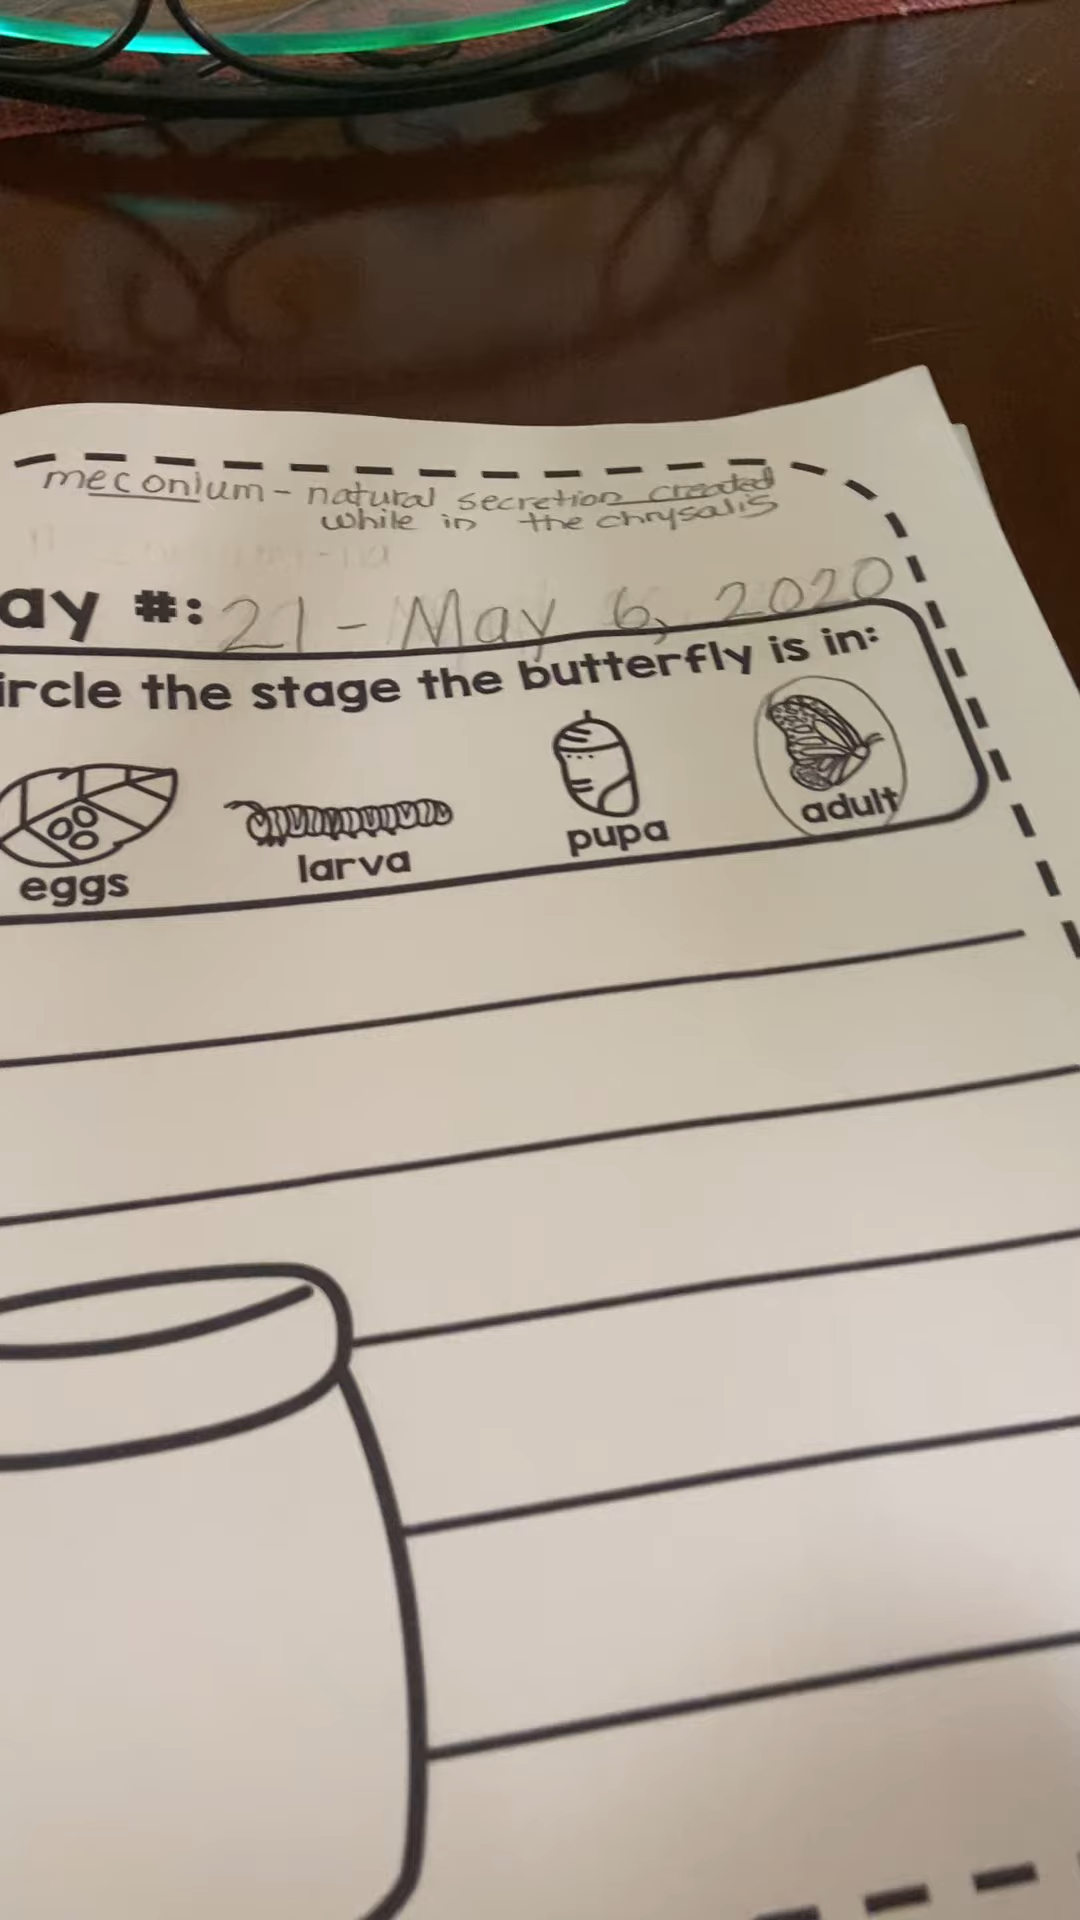 meconium - natural secretion created
while in the chrysalis
ay #: 21 - May 6, 2020
ircle the stage the butterfly is in:
eggs larva pupa adult